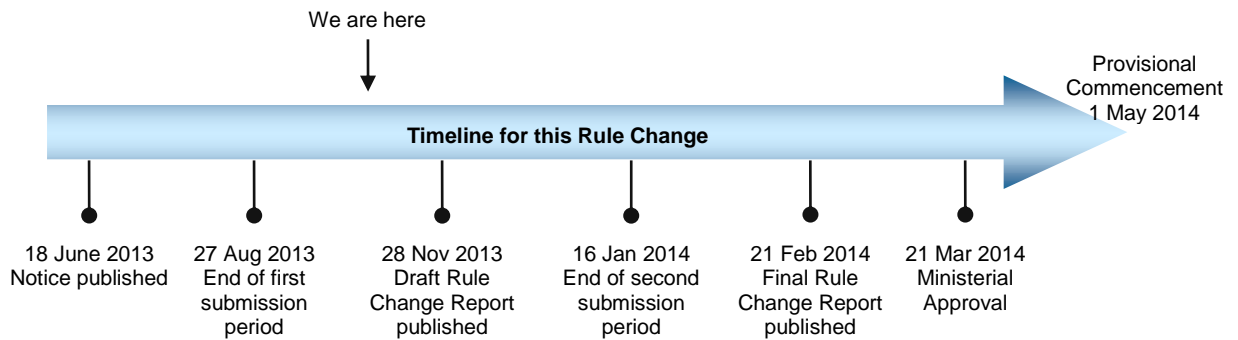 We are here
Provisional
Commencement
1 May 2014
Timeline for this Rule Change
18 June 2013
Notice published
27 Aug 2013
End of first
submission
period
28 Nov 2013
Draft Rule
Change Report
published
16 Jan 2014
End of second
submission
period
21 Feb 2014
Final Rule
Change Report
published
21 Mar 2014
Ministerial
Approval